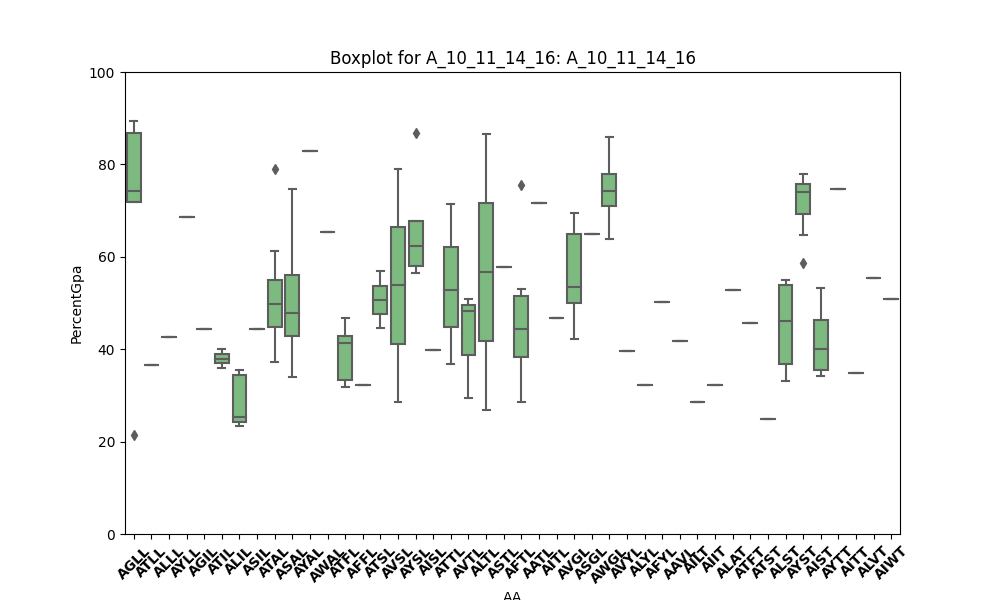 Boxplot for A_10_11_14_16: A_10_11_14_16
100
80
60
40
20
0
PercentGpa
AGLL ATLL ALLL AYLL AGIL ATIL ALIL ASIL ATAL ASAL AYAL AWAL ATFL AFFL ATSL AVSL AYSL AISL ATTL AVTL ALTL ASTL AFTL AATL AITL AVGL ASGL AWGL AVYL ALYL AFYL AAVL AILT AIIT ALAT ATFT ATST ALST AYST AIST AYTT AITT ALVT AIWT
AA